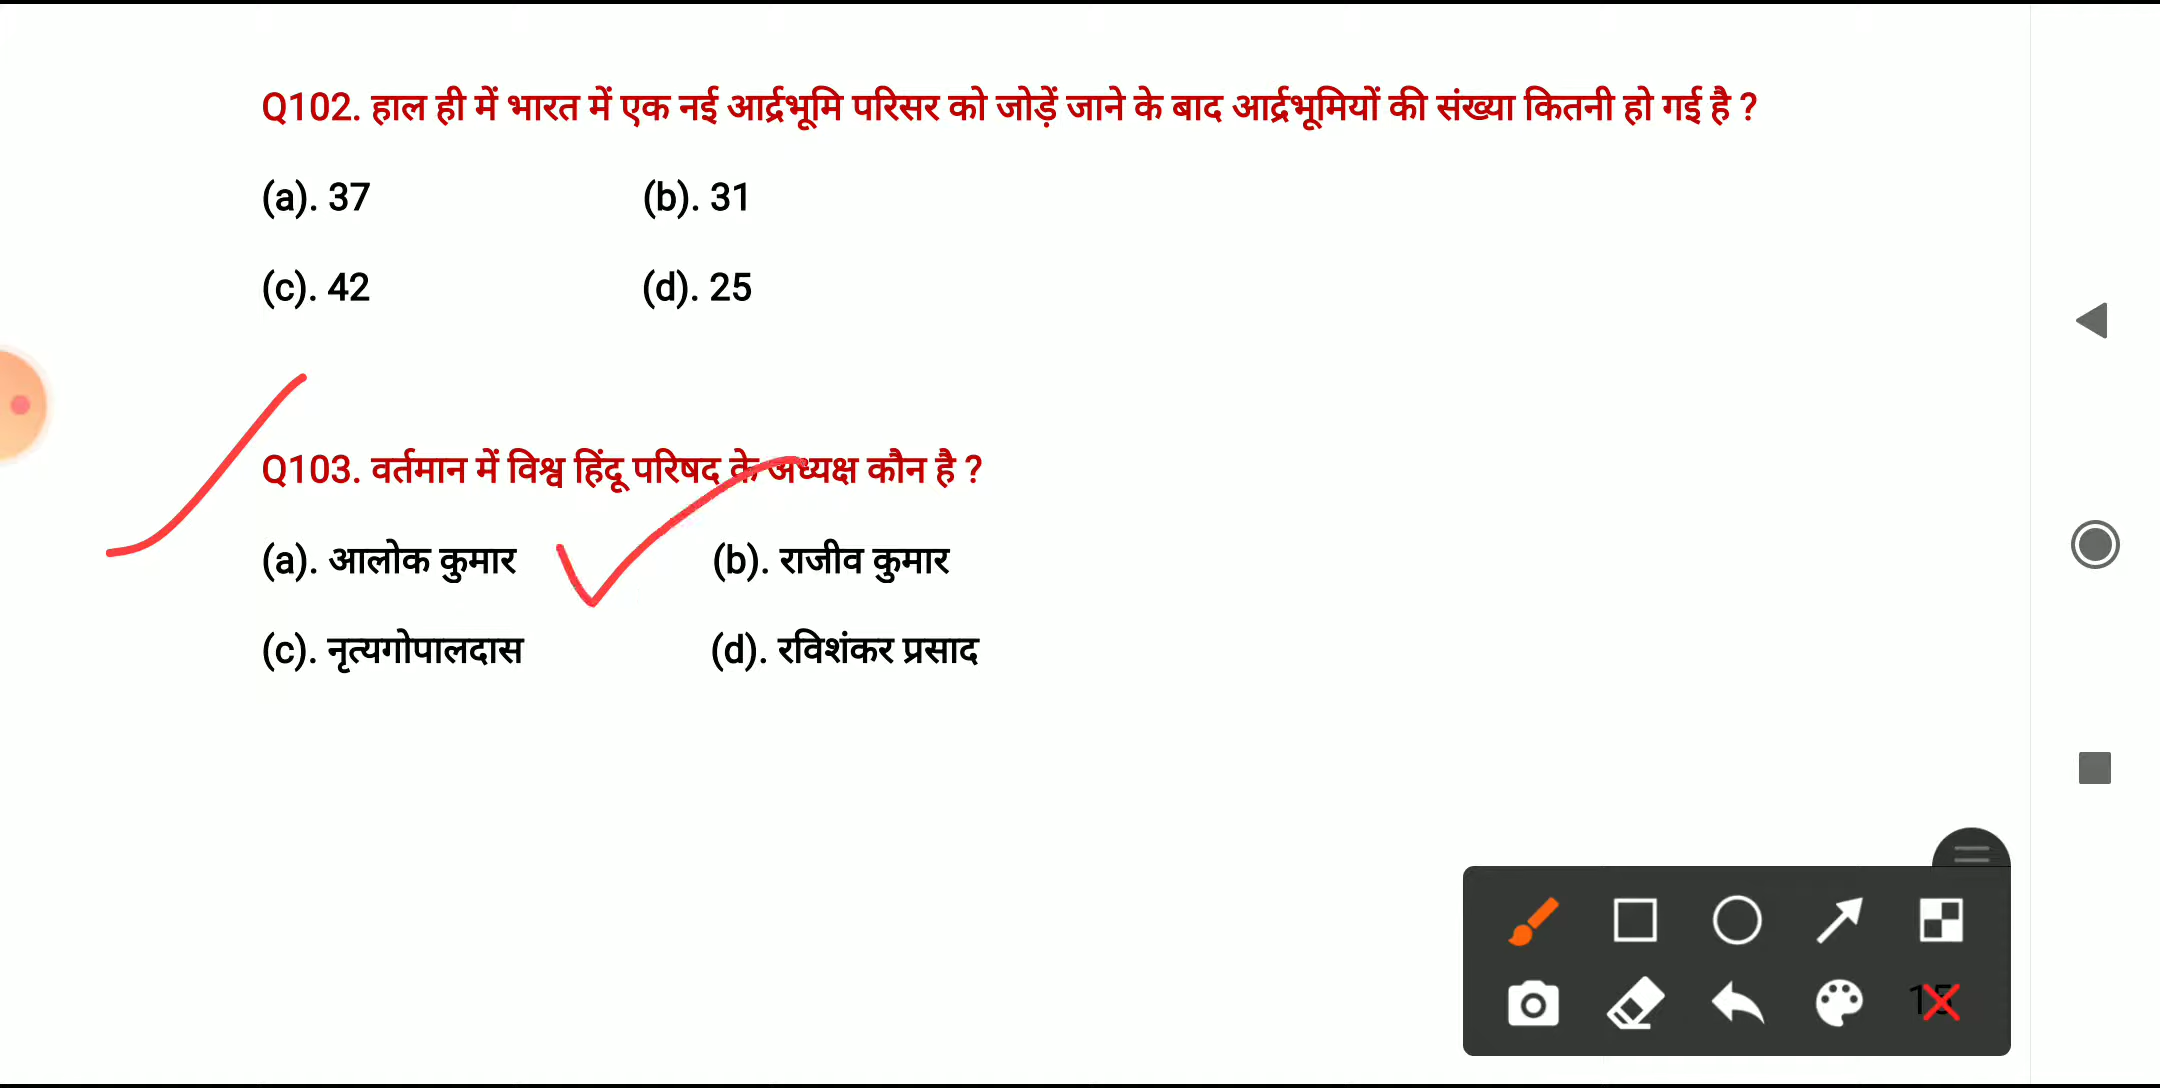 Q102. हाल ही में भारत में एक नई आर्द्रभूमि परिसर को जोड़ें जाने के बाद आर्द्रभूमियों की संख्या कितनी हो गई है ?
(a). 37 (b). 31
(c). 42 (d). 25
Q103. वर्तमान में विश्व हिंदू परिषद के अध्यक्ष कौन है ?
(a). आलोक कुमार (b). राजीव कुमार
(c). नृत्यगोपालदास (d). रविशंकर प्रसाद